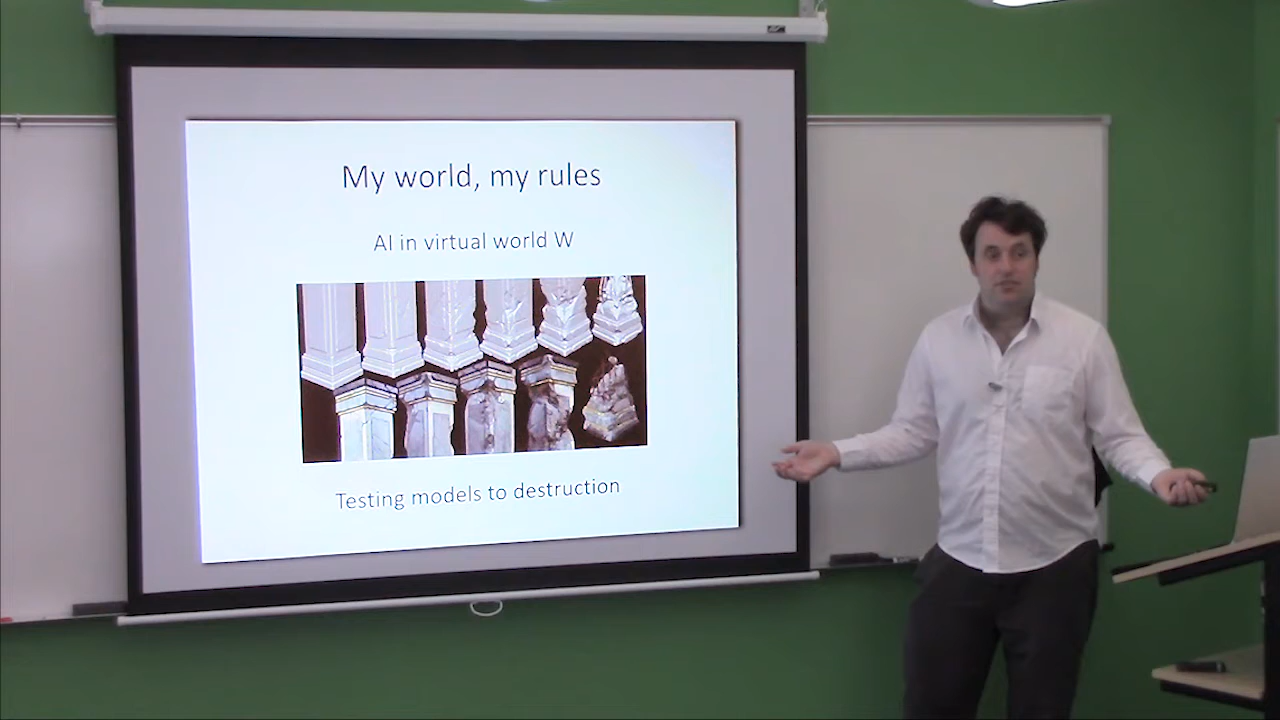 My world, my rules
AI in virtual world W
Testing models to destruction